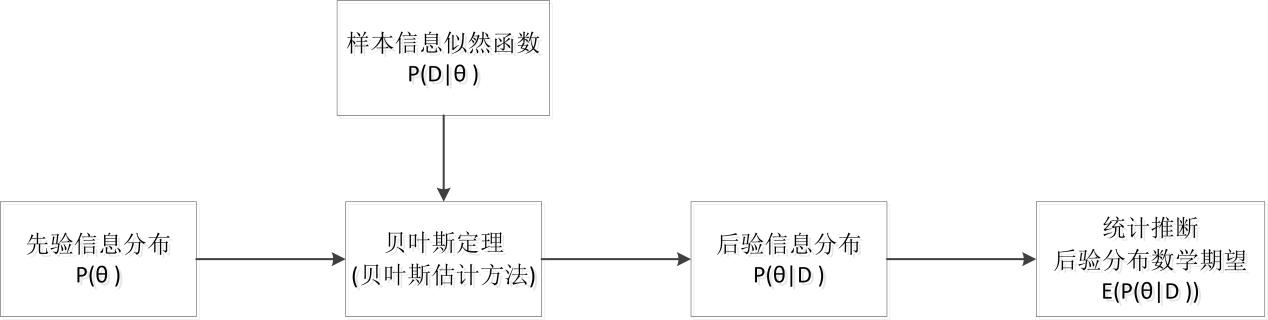 样本信息似然函数
P(D|θ )
先验信息分布
P(θ )
贝叶斯定理
(贝叶斯估计方法)
后验信息分布
P(θ|D )
统计推断
后验分布数学期望
E(P(θ|D ))